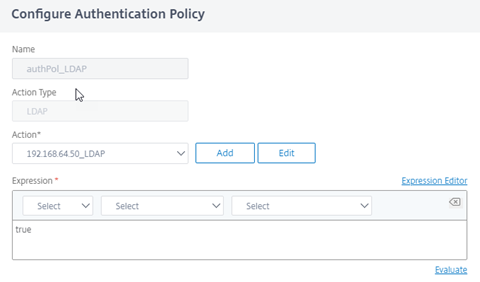 Configure Authentication Policy
Name
authPol_LDAP
Action Type
LDAP
Action*
192.168.64.50_LDAP
Add
Edit
Expression *
Expression Editor
Select
Select
Select
true
Evaluate